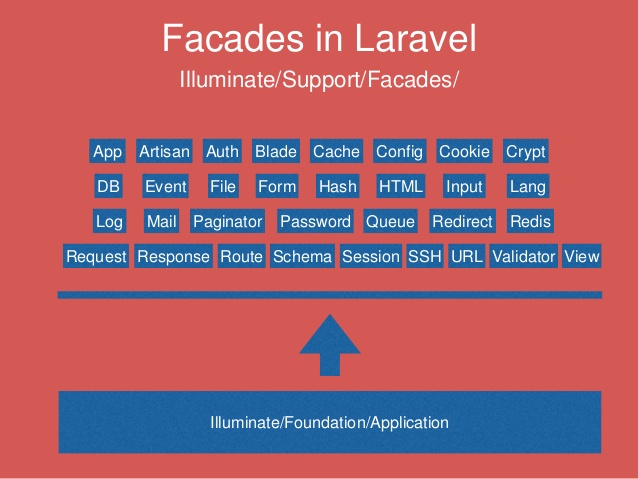 Facades in Laravel
Illuminate/Support/Facades/
App Artisan Auth Blade Cache Config Cookie Crypt
DB Event File Form Hash HTML Input Lang
Log Mail Paginator Password Queue Redirect Redis
Request Response Route Schema Session SSH URL Validator View
Illuminate/Foundation/Application